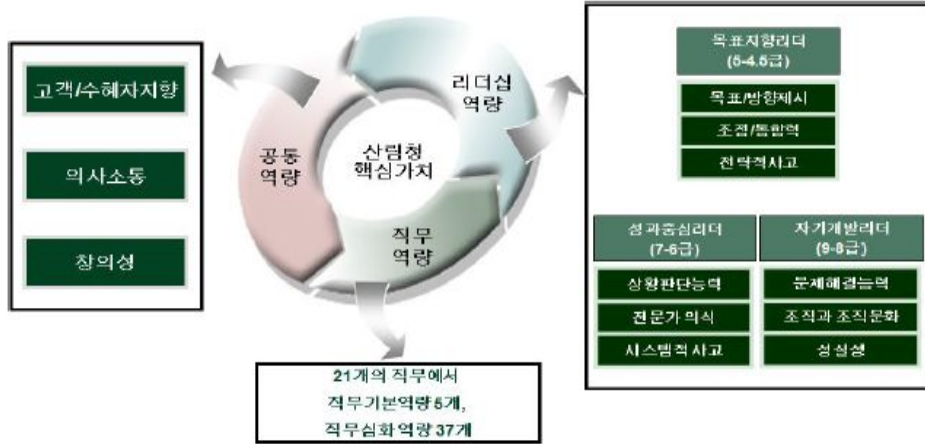 고객/수혜자지향
의사소통
창의성
공통
역량
리더십
역량
산림청
핵심가치
직무
역량
21개의 직무에서
직무기본역량 5개,
직무심화 역량 37개
목표지향리더
(5-4.5급)
목표/방향제시
조정/통합력
전략적사고
성과중심리더
(7-6급)
상황판단능력
전문가 의식
시스템적 사고
자기개발리더
(9-8급)
문제해결능력
조직과 조직문화
성실성